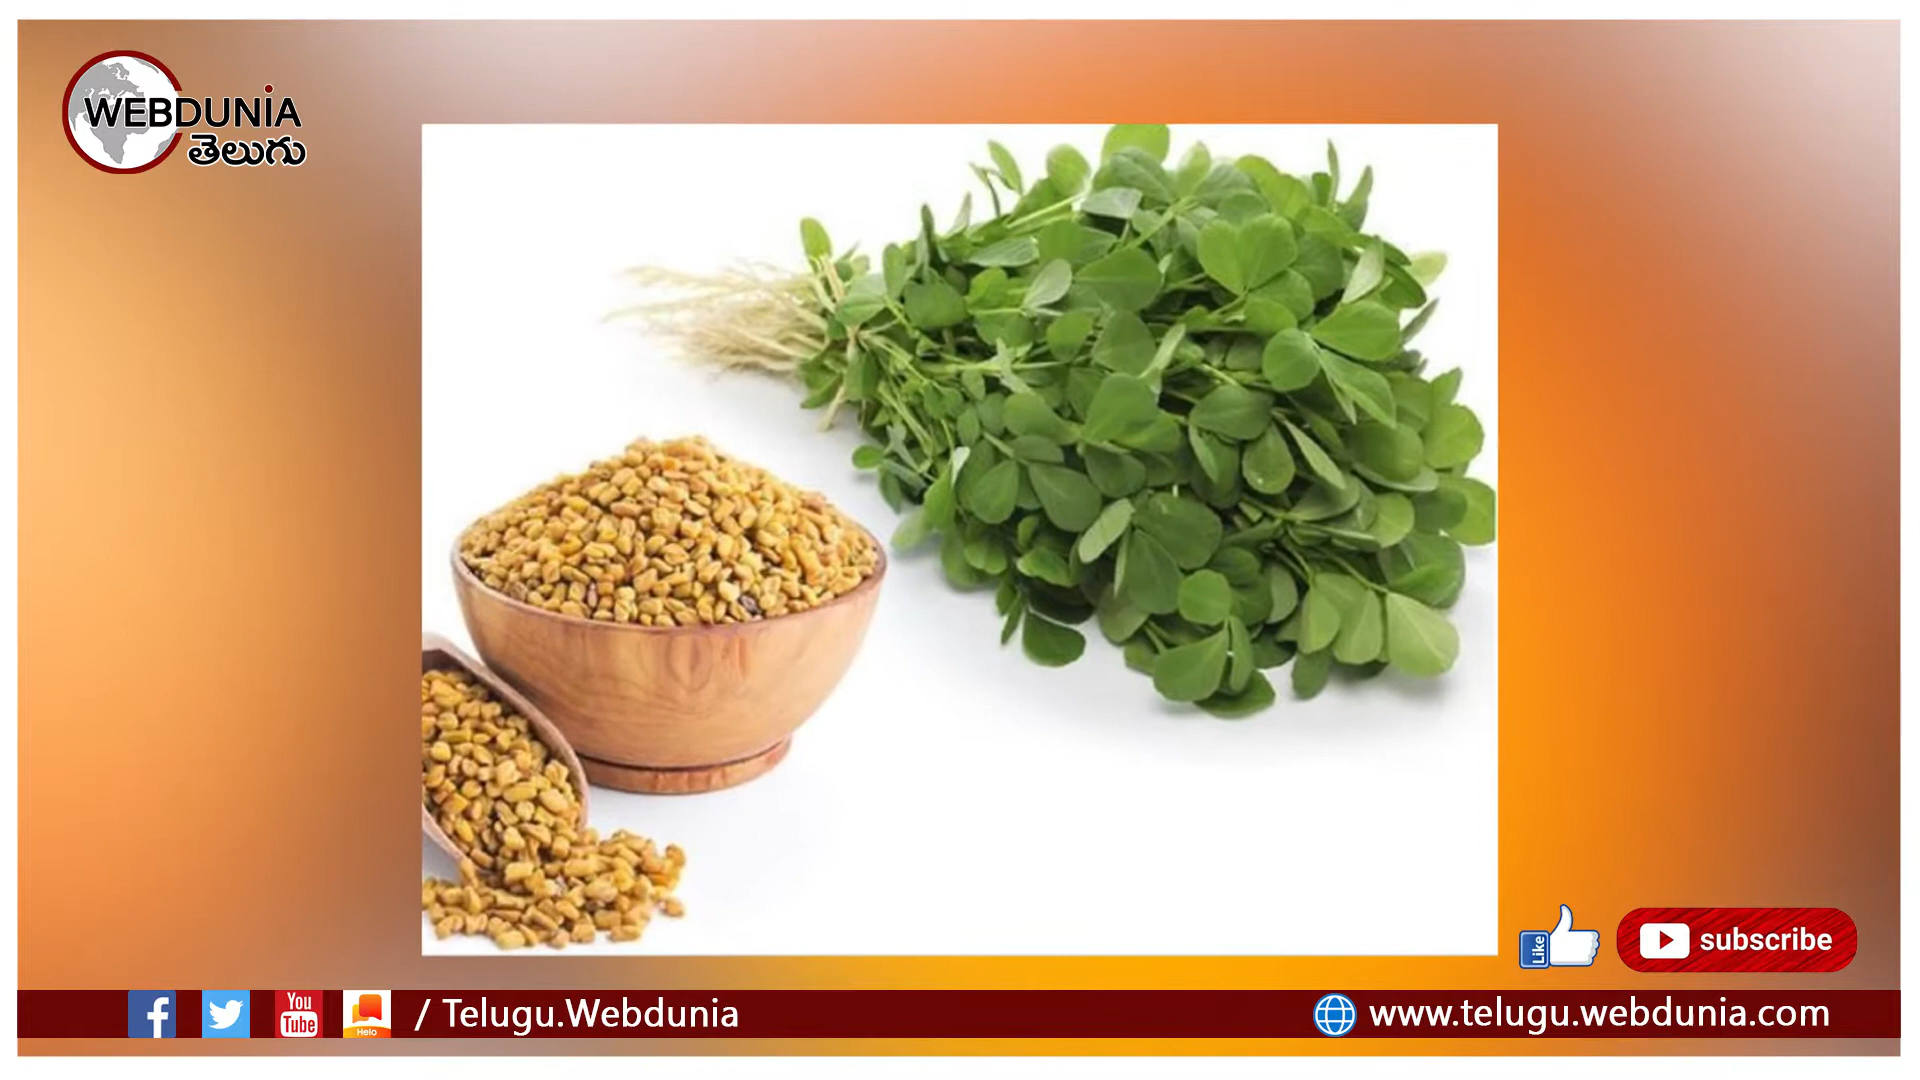 WEBDUNIA
తెలుగు
Like
subscribe
You
Tube
Helo
/ Telugu.Webdunia
www.telugu.webdunia.com